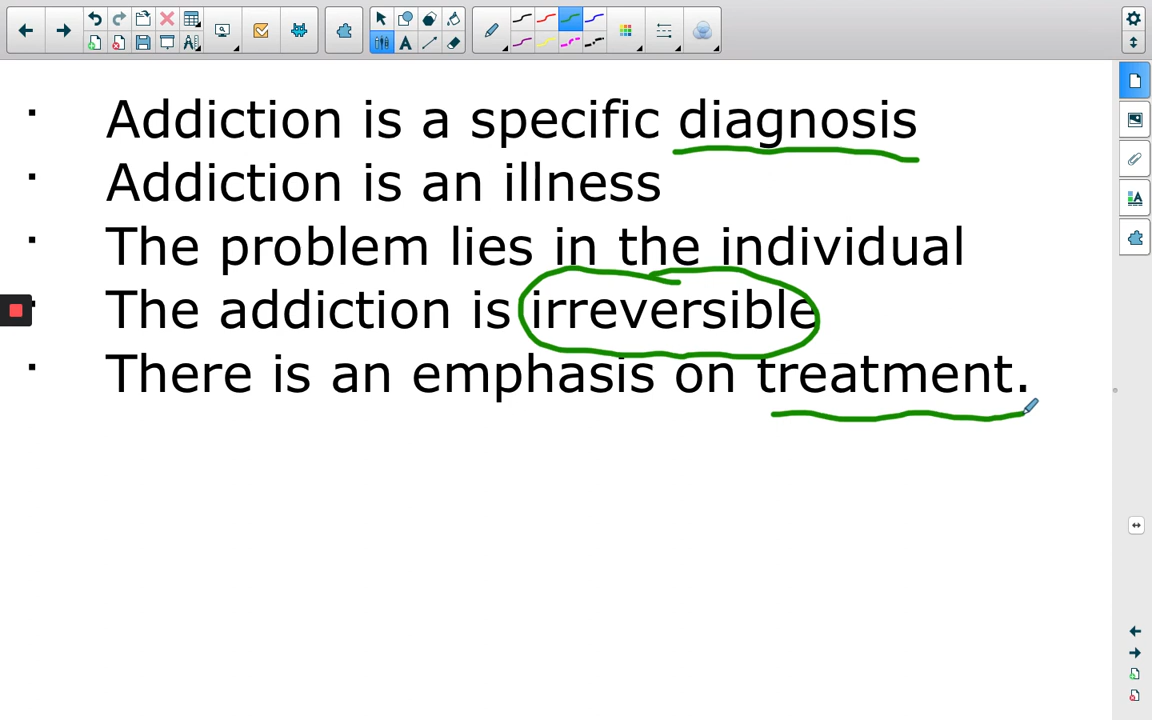 · Addiction is a specific diagnosis
· Addiction is an illness
· The problem lies in the individual
· The addiction is irreversible
· There is an emphasis on treatment.